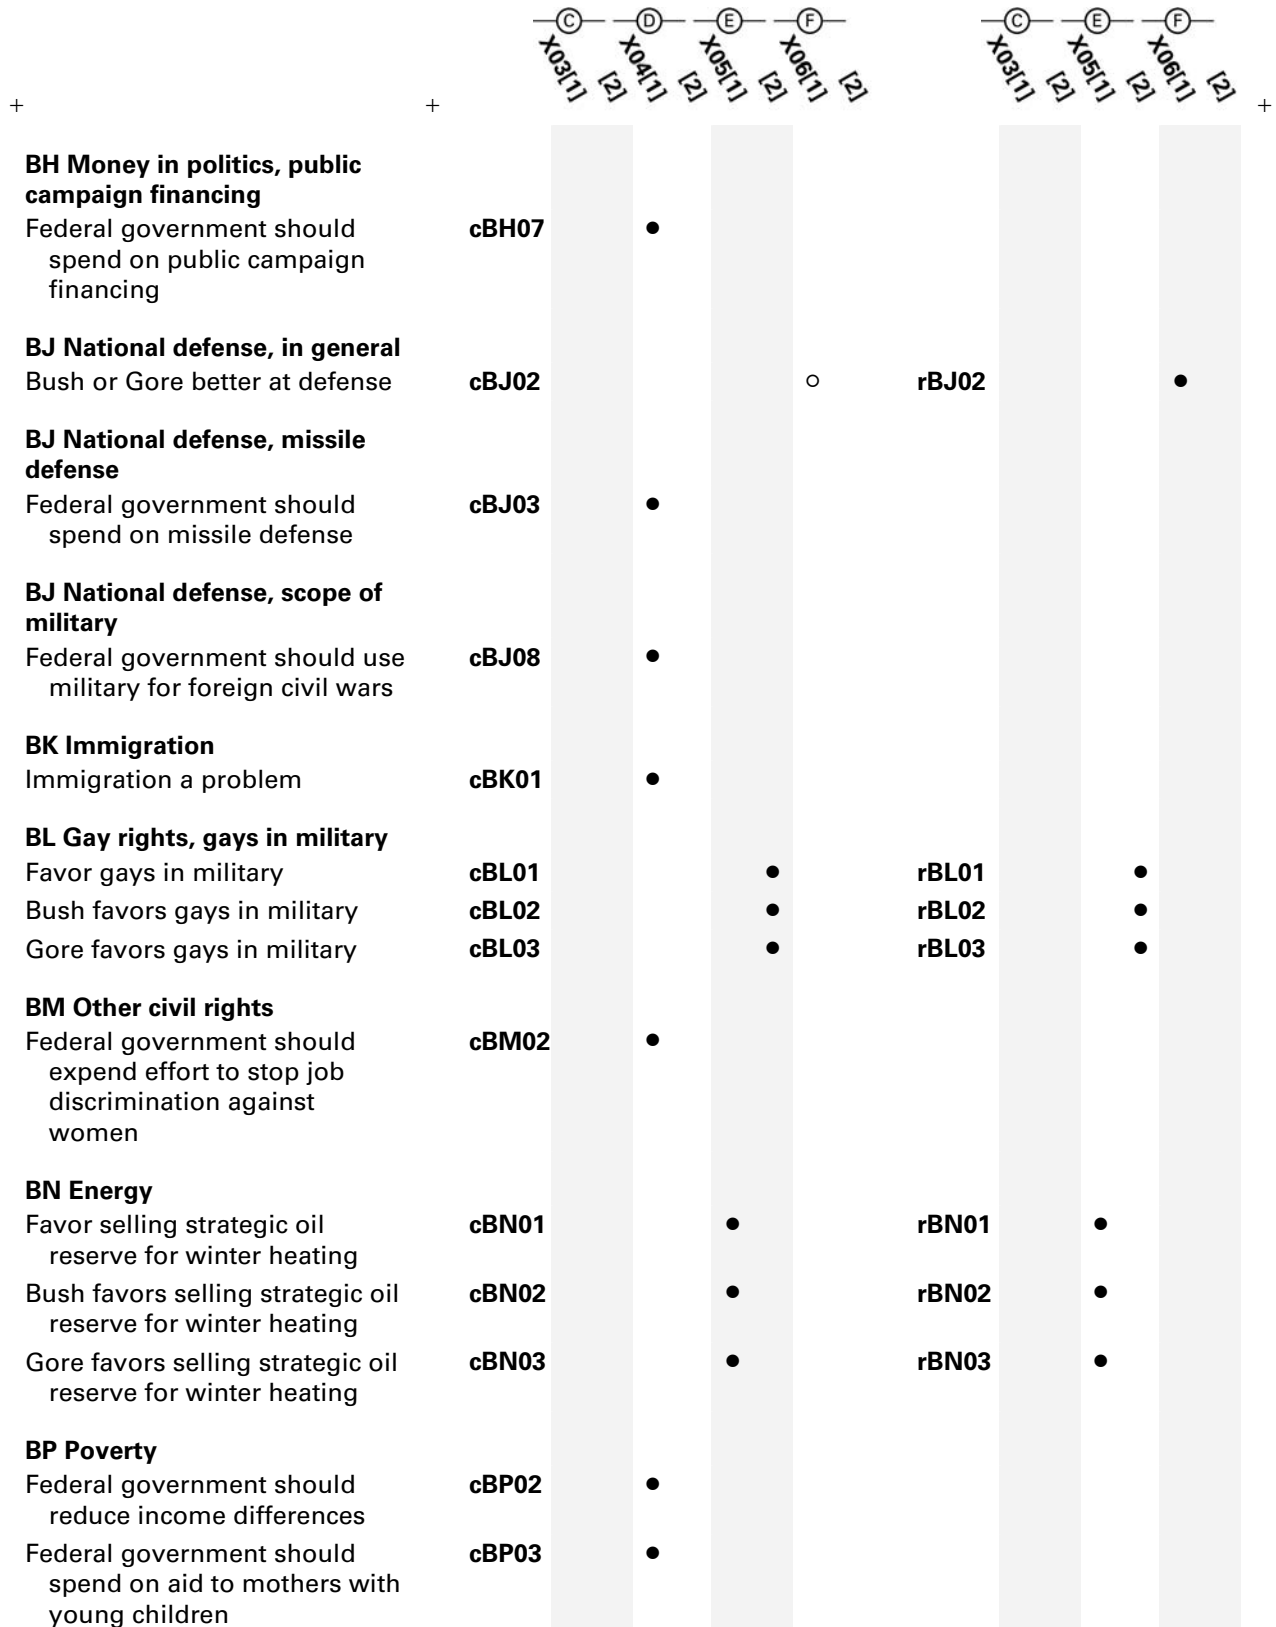 C D E F C E F
X03[1] [2] X04[1] [2] X05[1] [2] X06[1] [2] X03[1] [2] X05[1] [2] X06[1] [2]
+ + +
BH Money in politics, public
campaign financing
Federal government should cBH07 ●
spend on public campaign
financing
BJ National defense, in general
Bush or Gore better at defense cBJ02 ○ rBJ02 ●
BJ National defense, missile
defense
Federal government should cBJ03 ●
spend on missile defense
BJ National defense, scope of
military
Federal government should use cBJ08 ●
military for foreign civil wars
BK Immigration
Immigration a problem cBK01 ●
BL Gay rights, gays in military
Favor gays in military cBL01 ● rBL01 ●
Bush favors gays in military cBL02 ● rBL02 ●
Gore favors gays in military cBL03 ● rBL03 ●
BM Other civil rights
Federal government should cBM02 ●
expend effort to stop job
discrimination against
women
BN Energy
Favor selling strategic oil cBN01 ● rBN01 ●
reserve for winter heating
Bush favors selling strategic oil cBN02 ● rBN02 ●
reserve for winter heating
Gore favors selling strategic oil cBN03 ● rBN03 ●
reserve for winter heating
BP Poverty
Federal government should cBP02 ●
reduce income differences
Federal government should cBP03 ●
spend on aid to mothers with
young children